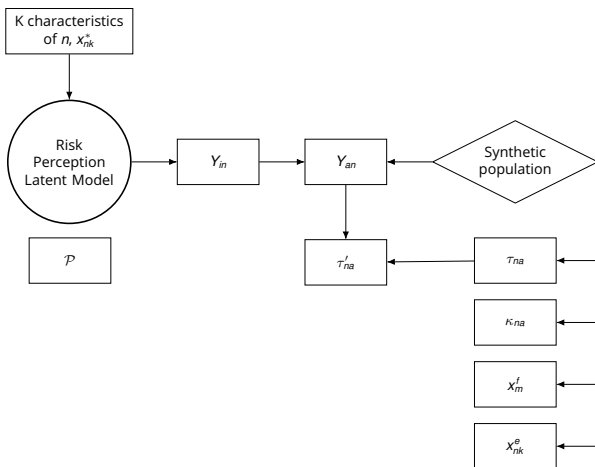 K characteristics
of n, x*ₙₖ
Risk
Perception
Latent Model
Yᵢₙ
Yₐₙ
Synthetic
population
𝒫
τ′ₙₐ
τₙₐ
κₙₐ
xᶠₘ
xᵉₙₖ